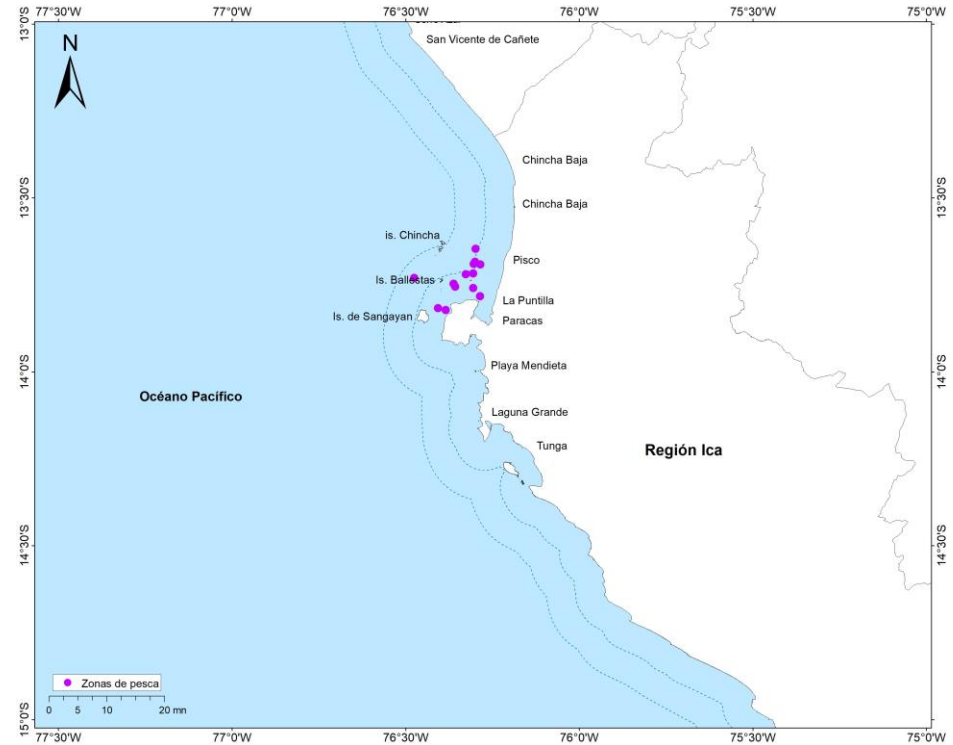 77°30'W 77°0'W 76°30'W 76°0'W 75°30'W 75°0'W
13°0'S 13°0'S
N
San Vicente de Cañete
Chincha Baja
13°30'S 13°30'S
Chincha Baja
is. Chincha
Pisco
Is. Ballestas
La Puntilla
Is. de Sangayan
Paracas
Playa Mendieta
14°0'S 14°0'S
Océano Pacífico
Laguna Grande
Tunga
Región Ica
14°30'S 14°30'S
Zonas de pesca
0 5 10 20 mn
15°0'S 15°0'S
77°30'W 77°0'W 76°30'W 76°0'W 75°30'W 75°0'W